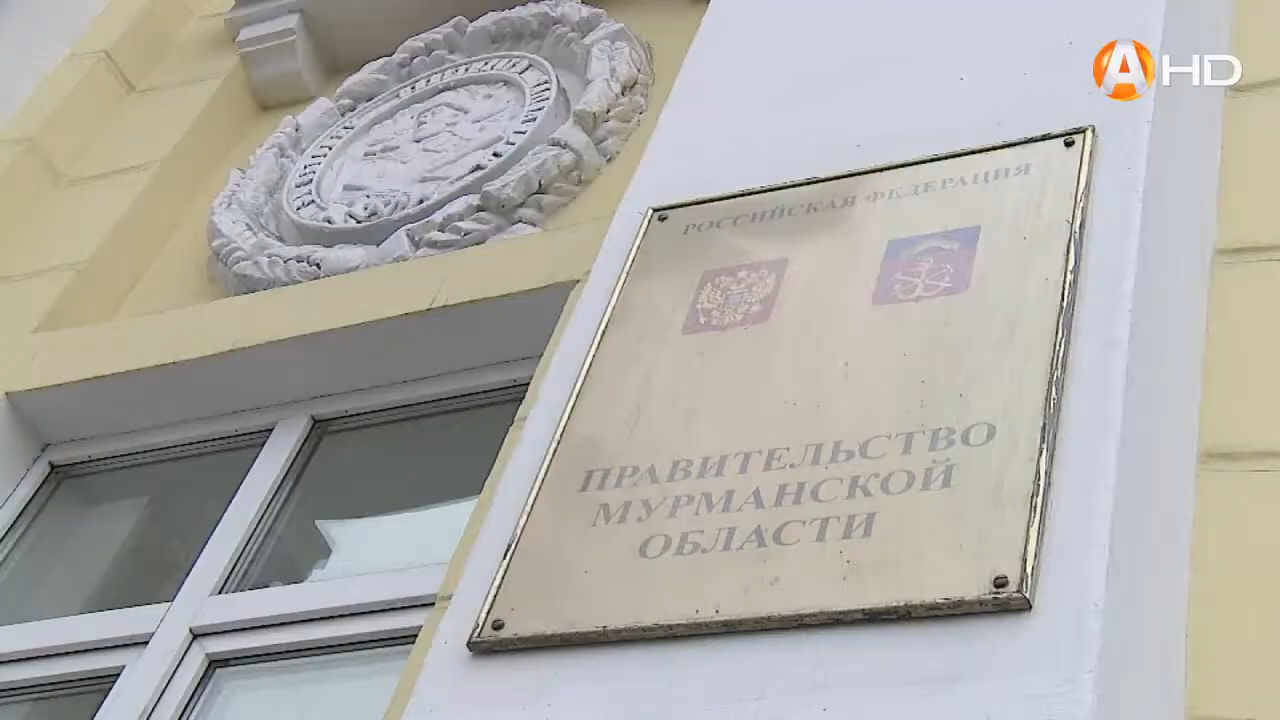 A HD
РОССИЙСКАЯ ФЕДЕРАЦИЯ
ПРАВИТЕЛЬСТВО
МУРМАНСКОЙ
ОБЛАСТИ